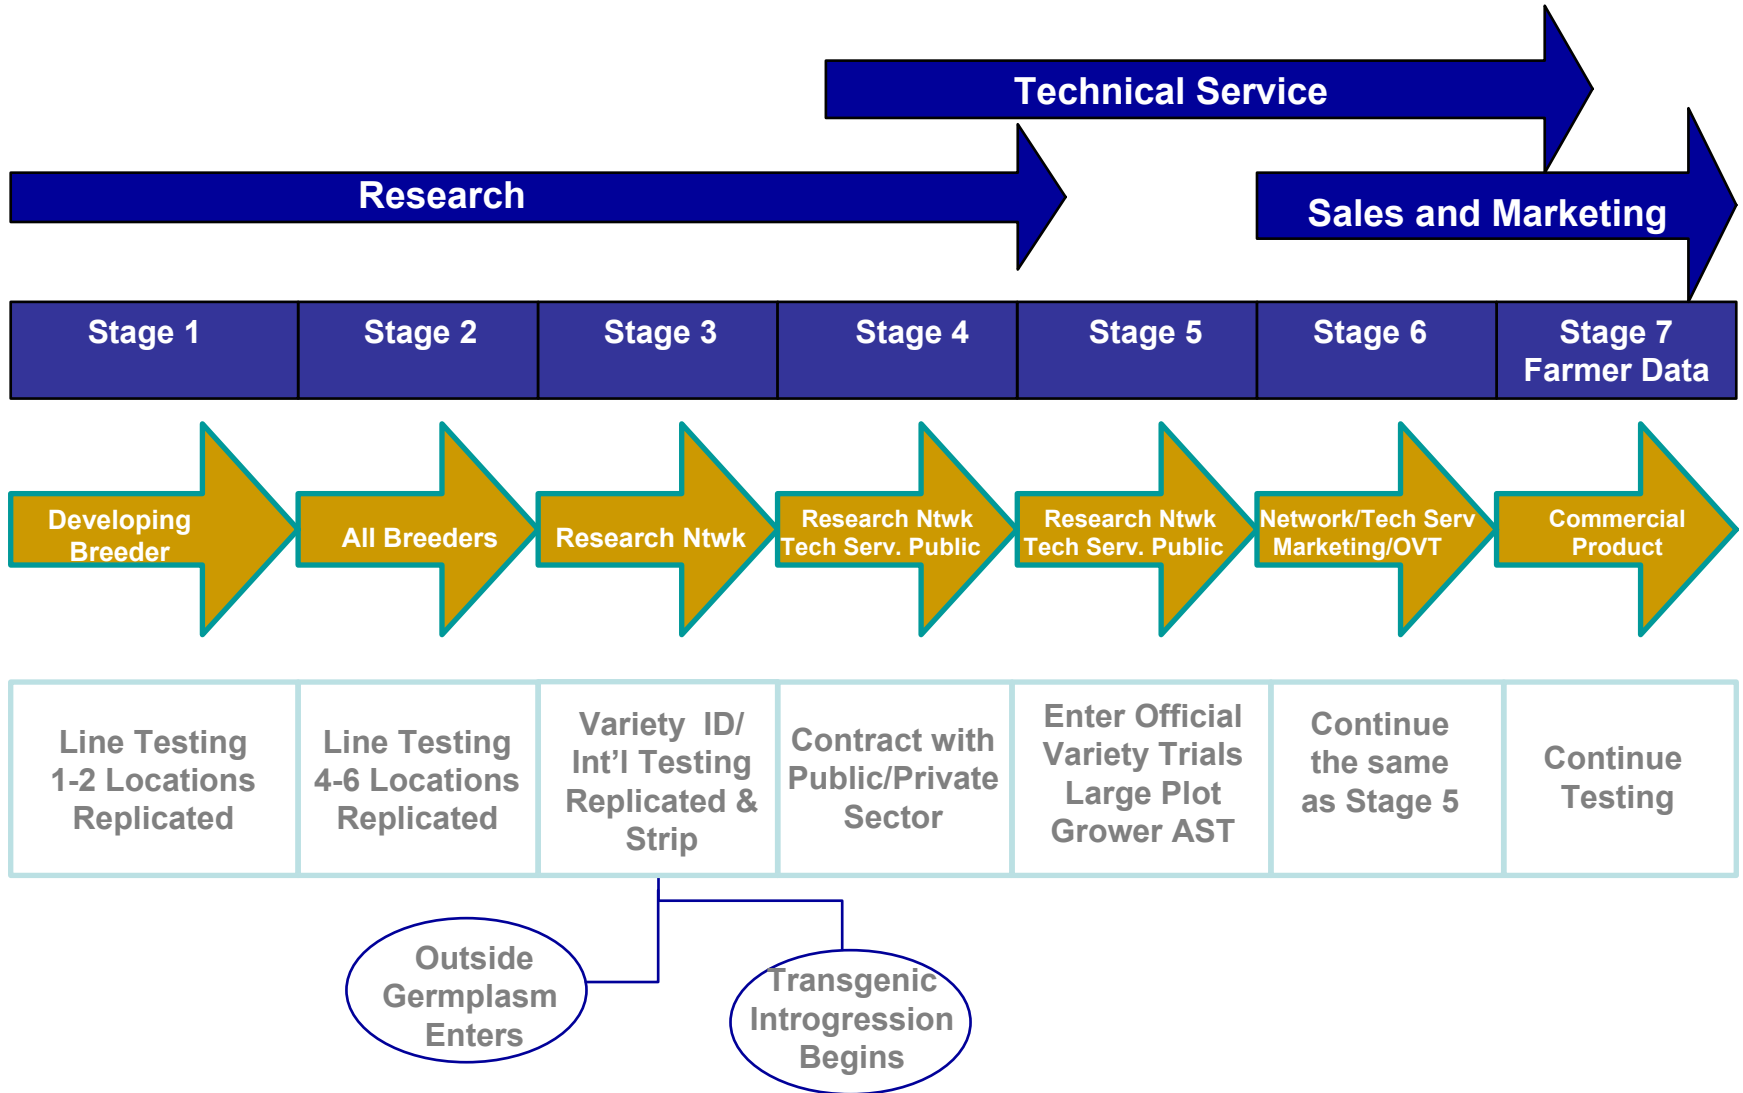 Technical Service
Research
Sales and Marketing
Stage 1
Stage 2
Stage 3
Stage 4
Stage 5
Stage 6
Stage 7
Farmer Data
Developing
Breeder
All Breeders
Research Ntwk
Research Ntwk
Tech Serv. Public
Research Ntwk
Tech Serv. Public
Network/Tech Serv
Marketing/OVT
Commercial
Product
Line Testing
1-2 Locations
Replicated
Line Testing
4-6 Locations
Replicated
Variety ID/
Int'l Testing
Replicated &
Strip
Contract with
Public/Private
Sector
Enter Official
Variety Trials
Large Plot
Grower AST
Continue
the same
as Stage 5
Continue
Testing
Outside
Germplasm
Enters
Transgenic
Introgression
Begins